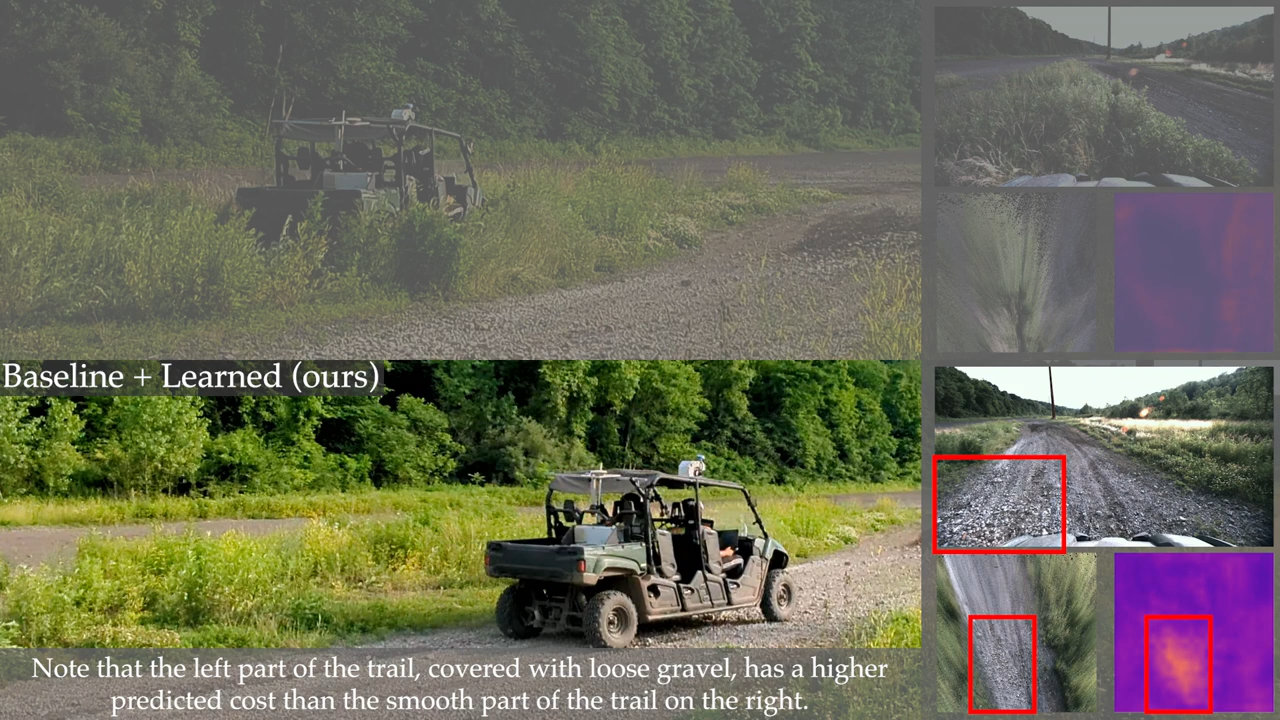 Baseline + Learned (ours)
Note that the left part of the trail, covered with loose gravel, has a higher
predicted cost than the smooth part of the trail on the right.